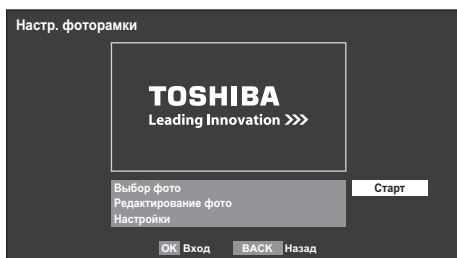 Настр. фоторамки
TOSHIBA
Leading Innovation >>>
Выбор фото Старт
Редактирование фото
Настройки
OK Вход BACK Назад